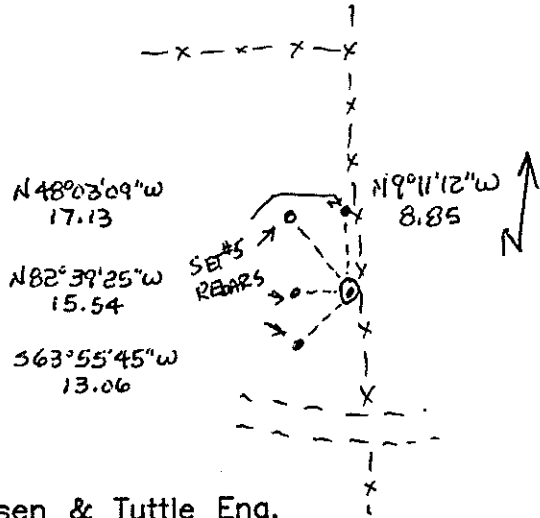 N48°03'09"W
17.13
N9°11'12"W
8.85
N
N82°39'25"W
15.54
SET #5
REBARS
S63°55'45"W
13.06
sen & Tuttle Eng.